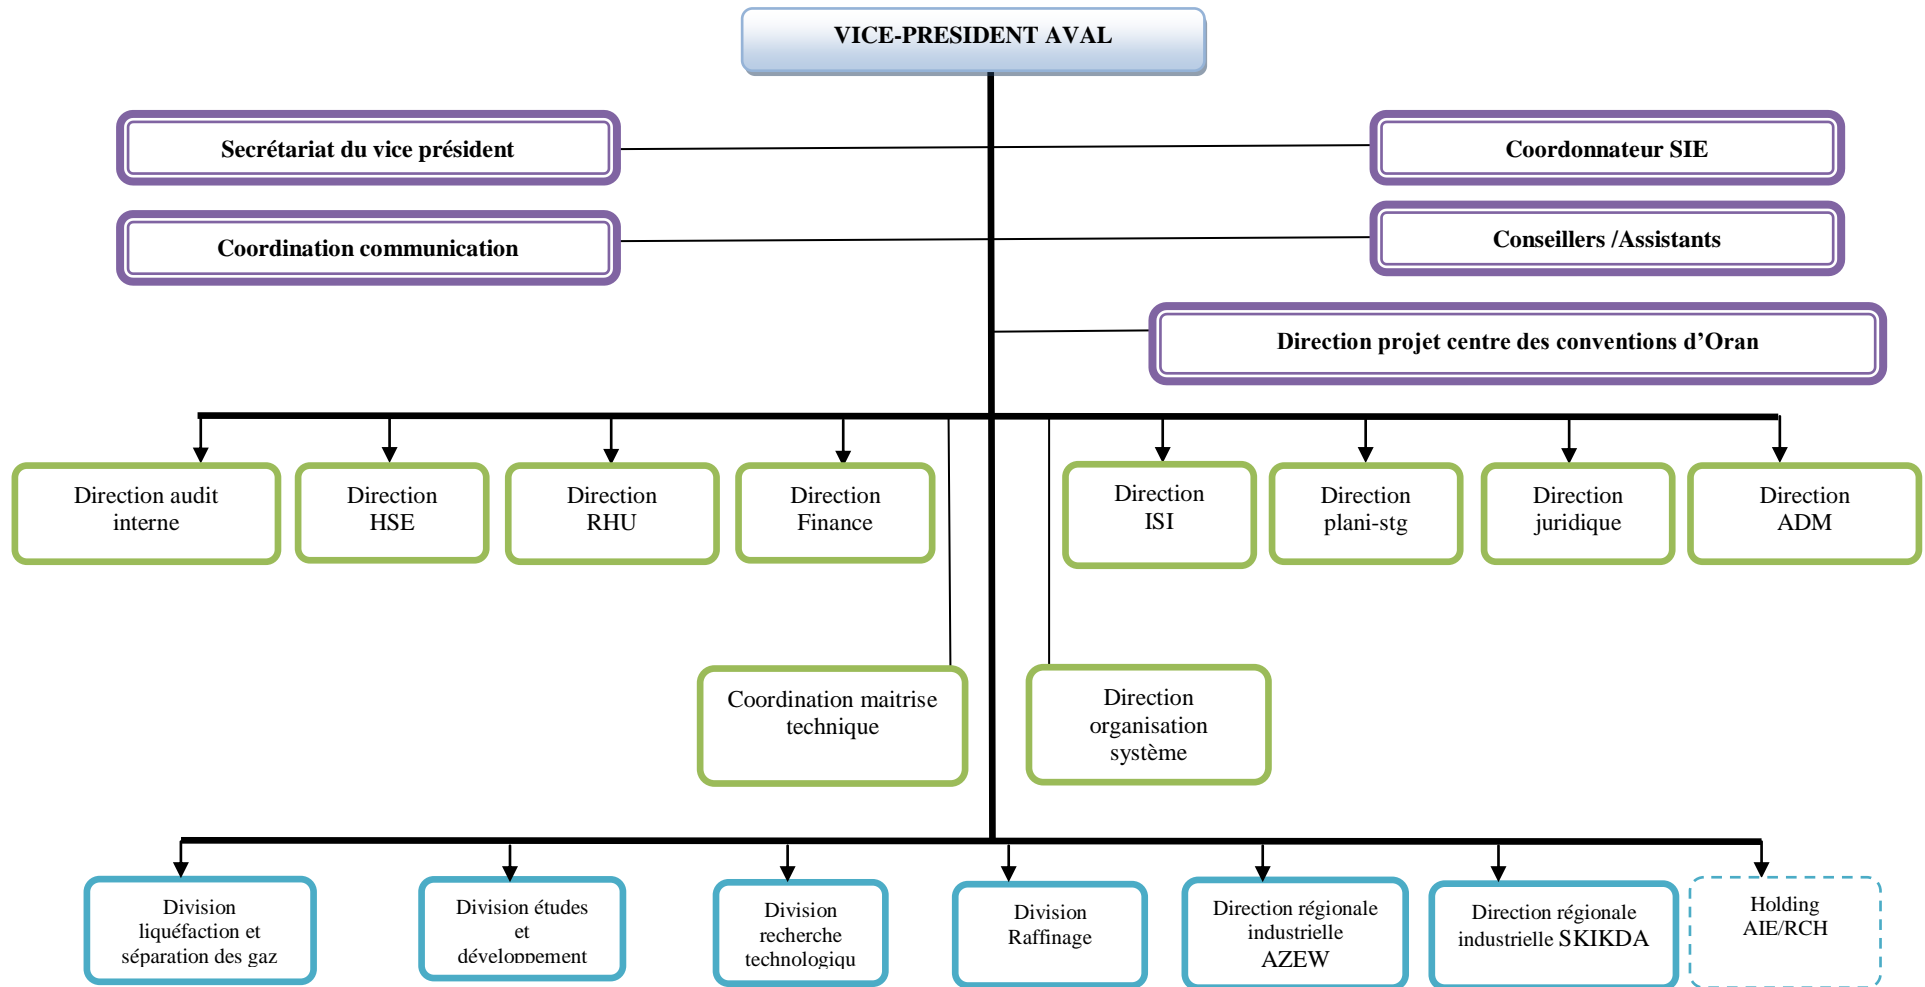 VICE-PRESIDENT AVAL
Secrétariat du vice président
Coordonnateur SIE
Coordination communication
Conseillers /Assistants
Direction projet centre des conventions d’Oran
Direction audit
interne
Direction
HSE
Direction
RHU
Direction
Finance
Direction
ISI
Direction
plani-stg
Direction
juridique
Direction
ADM
Coordination maitrise
technique
Direction
organisation
système
Division
liquéfaction et
séparation des gaz
Division études
et
développement
Division
recherche
technologiqu
Division
Raffinage
Direction régionale
industrielle
AZEW
Direction régionale
industrielle SKIKDA
Holding
AIE/RCH